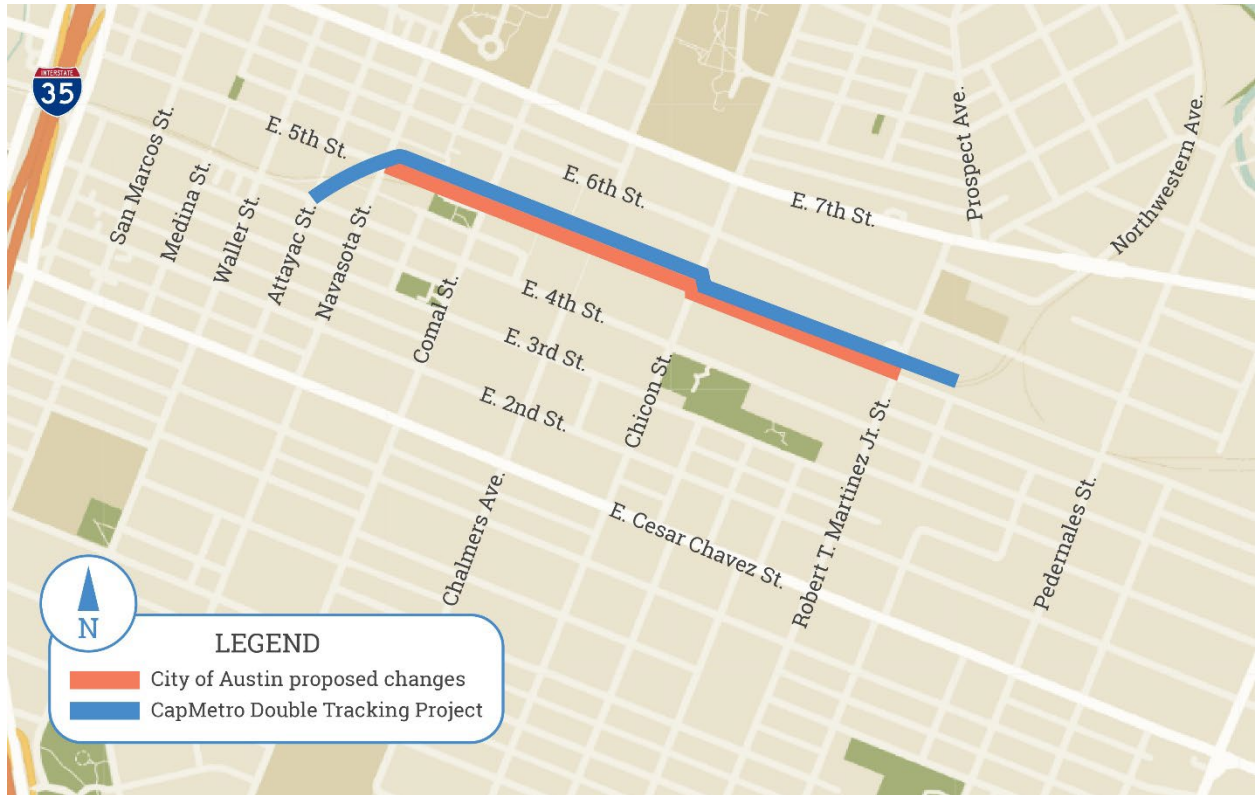 INTERSTATE
35
San Marcos St.
Medina St.
Waller St.
Attayac St.
Navasota St.
Comal St.
E. 5th St.
E. 6th St.
E. 7th St.
Prospect Ave.
Northwestern Ave.
E. 4th St.
E. 3rd St.
E. 2nd St.
Chicon St.
Chalmers Ave.
E. Cesar Chavez St.
Robert T. Martinez Jr. St.
Pedernales St.
N
LEGEND
City of Austin proposed changes
CapMetro Double Tracking Project